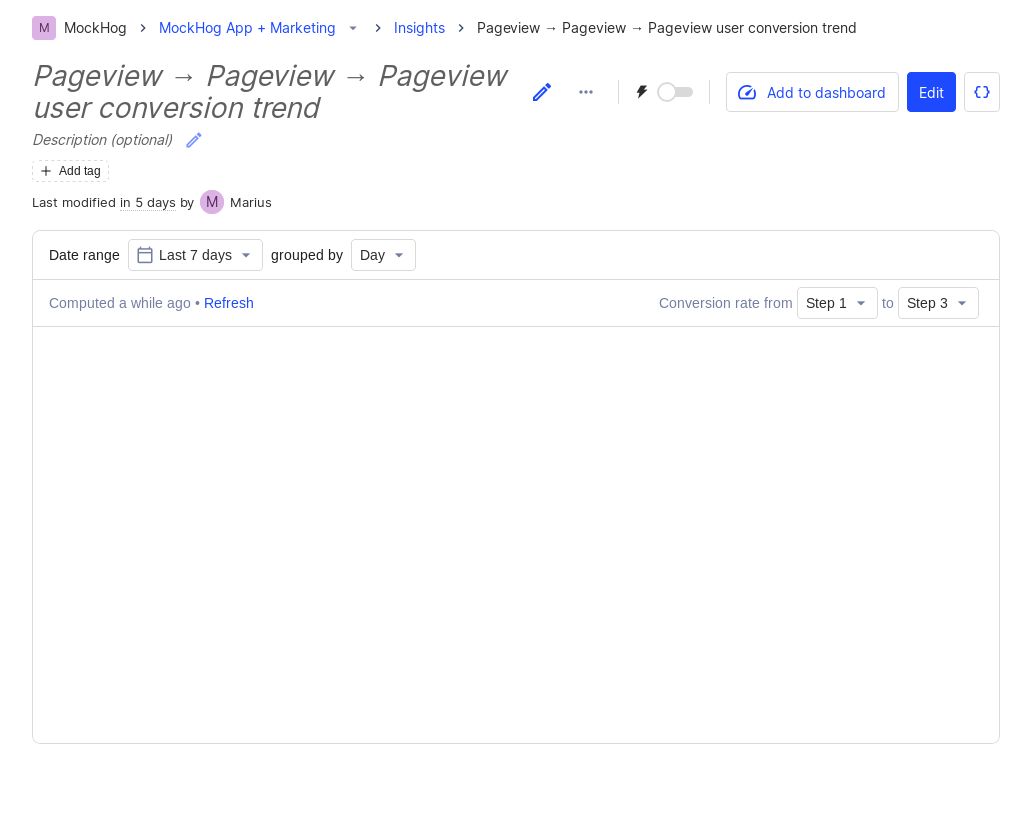 M MockHog > MockHog App + Marketing > Insights > Pageview → Pageview → Pageview user conversion trend
Pageview → Pageview → Pageview
user conversion trend
Add to dashboard
Edit
{}
Description (optional)
+ Add tag
Last modified in 5 days by M Marius
Date range Last 7 days grouped by Day
Computed a while ago • Refresh
Conversion rate from Step 1 to Step 3